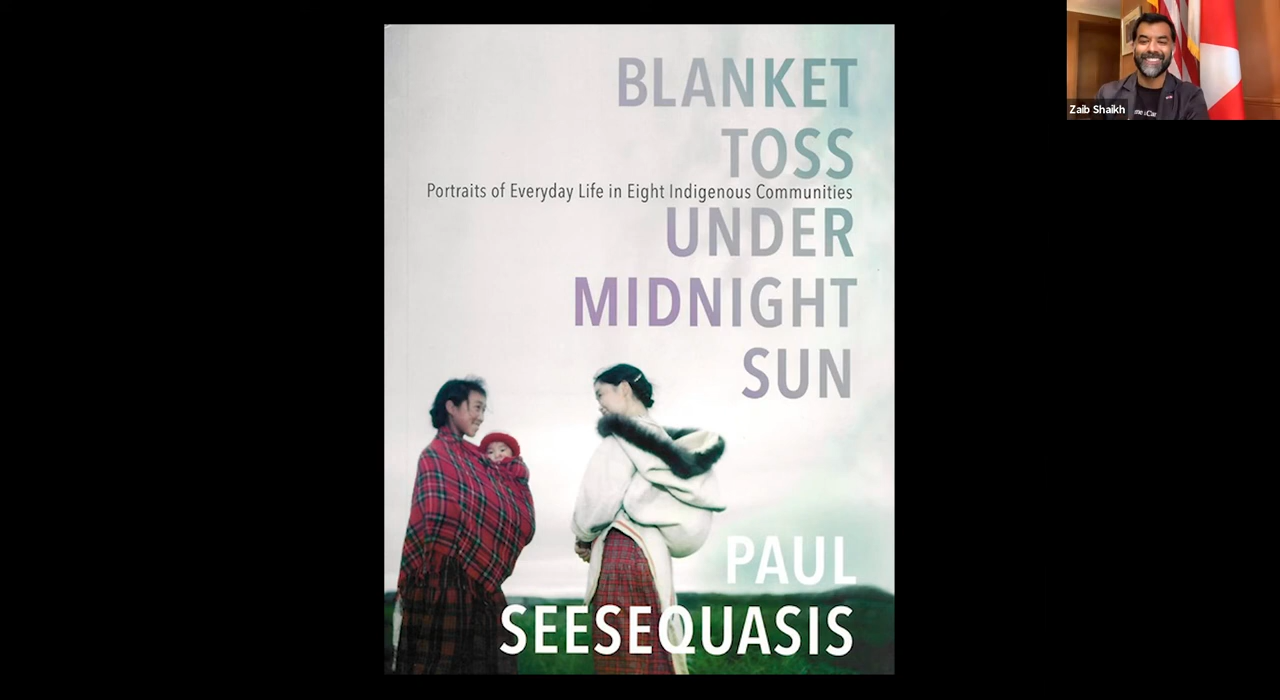 BLANKET
TOSS
Portraits of Everyday Life in Eight Indigenous Communities
UNDER
MIDNIGHT
SUN
PAUL
SEESEQUASIS
Zaib Shaikh